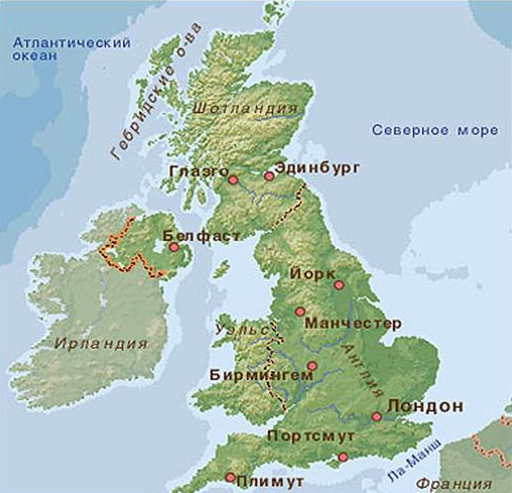 Атлантический
океан
Гебридские о-ва
Шотландия
Северное море
Глазго
Эдинбург
Белфаст
Йорк
Уэльс
Манчестер
Ирландия
Англия
Бирмингем
Лондон
Портсмут
Ла-Манш
Плимут
Франция